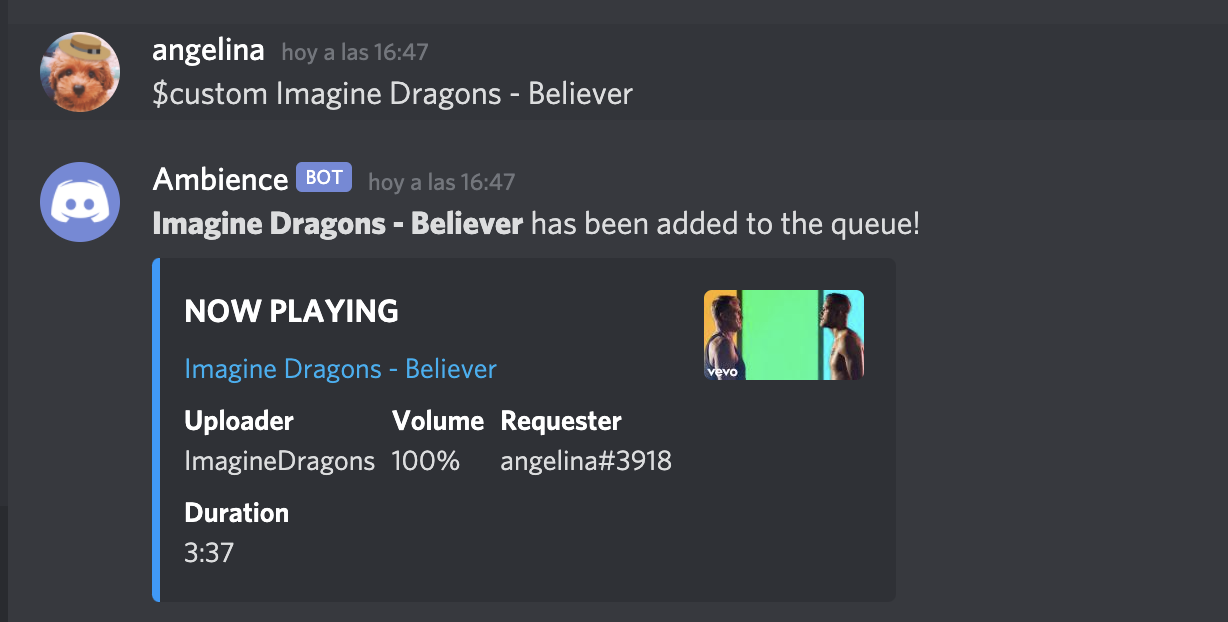 angelina hoy a las 16:47
$custom Imagine Dragons - Believer
Ambience BOT hoy a las 16:47
Imagine Dragons - Believer has been added to the queue!
NOW PLAYING
vevo
Imagine Dragons - Believer
Uploader Volume Requester
ImagineDragons 100% angelina#3918
Duration
3:37